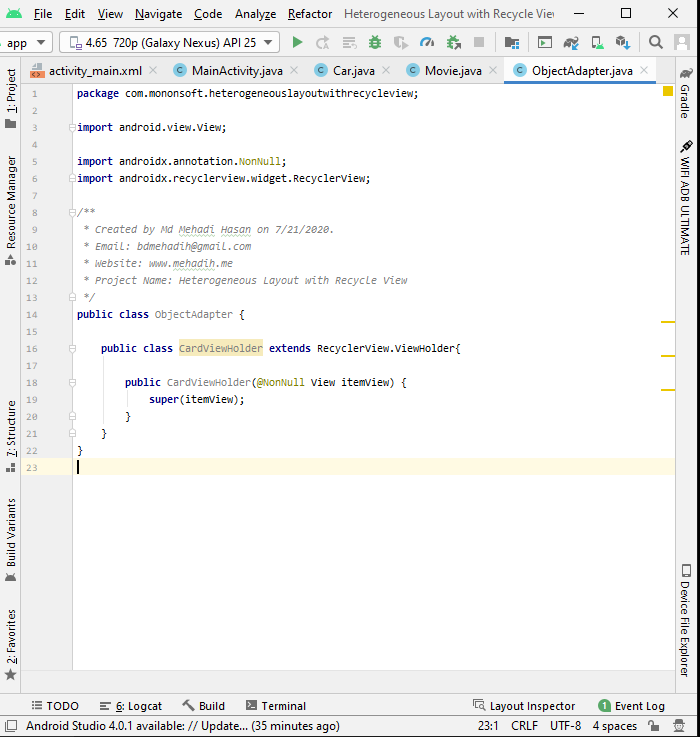 File Edit View Navigate Code Analyze Refactor Heterogeneous Layout with Recycle Viev
app 4.65 720p (Galaxy Nexus) API 25
activity_main.xml MainActivity.java Car.java Movie.java ObjectAdapter.java
1 package com.mononsoft.heterogeneouslayoutwithrecycleview;
2
3 import android.view.View;
4
5 import androidx.annotation.NonNull;
6 import androidx.recyclerview.widget.RecyclerView;
7
8 /**
9 * Created by Md Mehadi Hasan on 7/21/2020.
10 * Email: bdmehadih@gmail.com
11 * Website: www.mehadih.me
12 * Project Name: Heterogeneous Layout with Recycle View
13 */
14 public class ObjectAdapter {
15
16 public class CardViewHolder extends RecyclerView.ViewHolder{
17
18 public CardViewHolder(@NonNull View itemView) {
19 super(itemView);
20 }
21 }
22 }
23
1: Project
Resource Manager
7: Structure
Build Variants
2: Favorites
Gradle
WIFI ADB ULTIMATE
Device File Explorer
TODO 6: Logcat Build Terminal Layout Inspector 1 Event Log
Android Studio 4.0.1 available: // Update... (35 minutes ago) 23:1 CRLF UTF-8 4 spaces